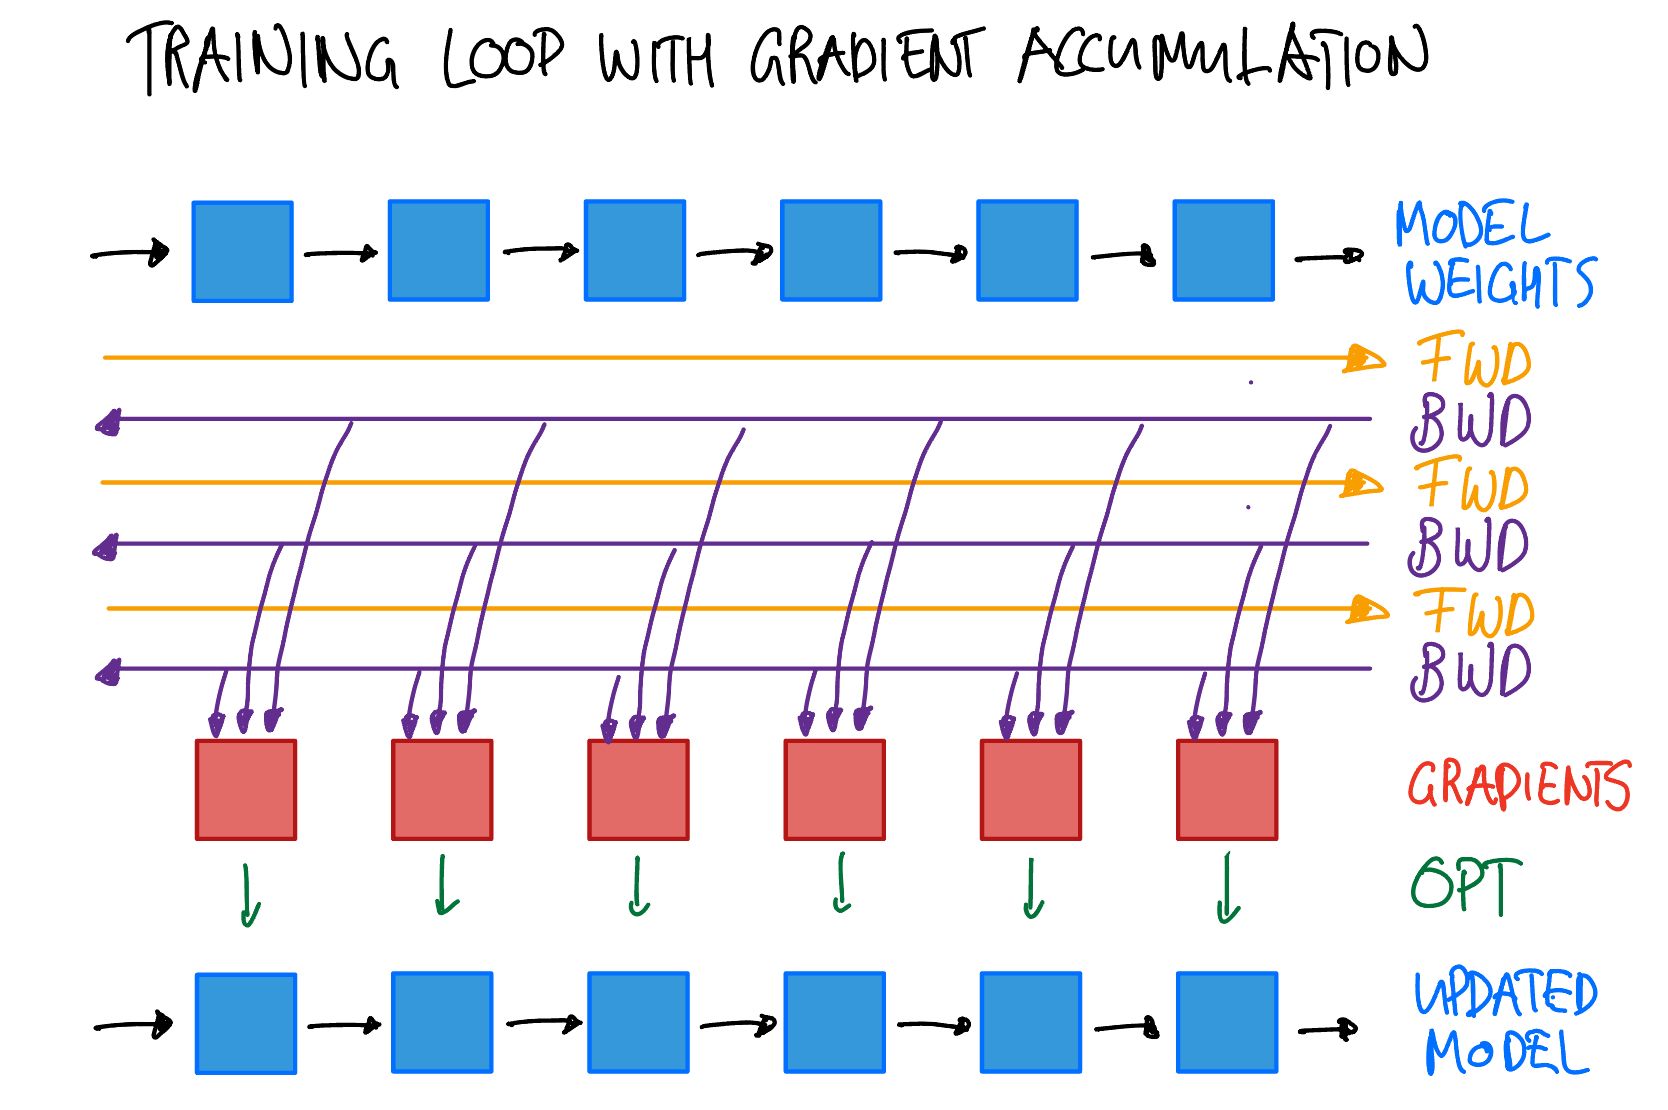 TRAINING LOOP WITH GRADIENT ACCUMULATION
MODEL
WEIGHTS
FWD
BWD
FWD
BWD
FWD
BWD
GRADIENTS
OPT
UPDATED
MODEL